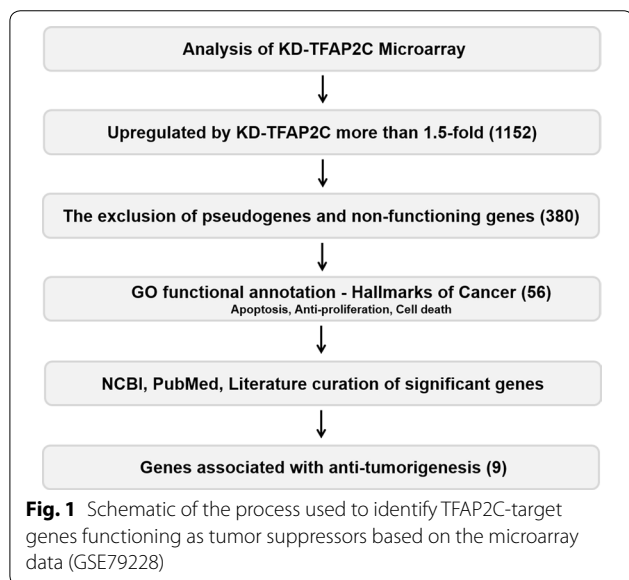 Analysis of KD-TFAP2C Microarray
Upregulated by KD-TFAP2C more than 1.5-fold (1152)
The exclusion of pseudogenes and non-functioning genes (380)
GO functional annotation - Hallmarks of Cancer (56)
Apoptosis, Anti-proliferation, Cell death
NCBI, PubMed, Literature curation of significant genes
Genes associated with anti-tumorigenesis (9)
Fig. 1 Schematic of the process used to identify TFAP2C-target
genes functioning as tumor suppressors based on the microarray
data (GSE79228)